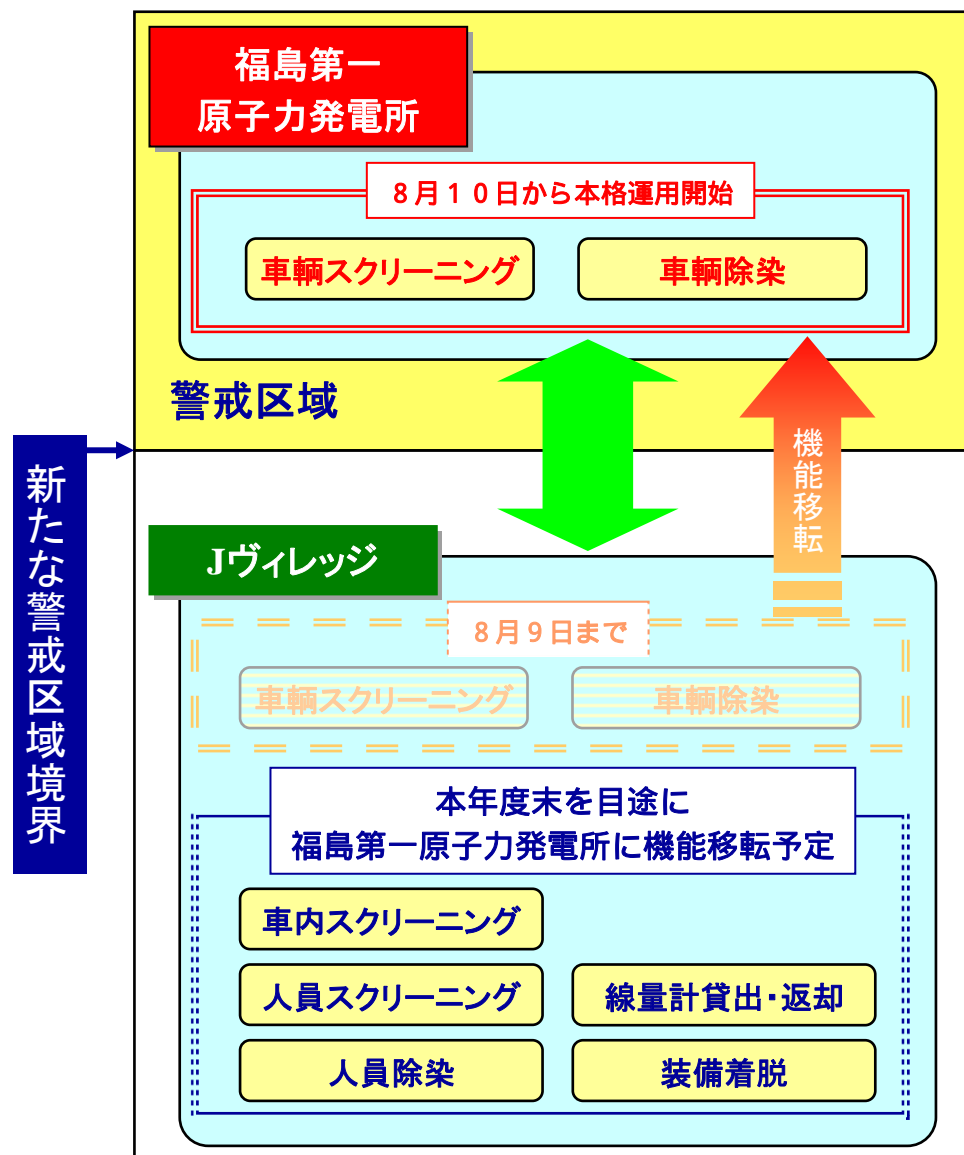 福島第一
原子力発電所
８月１０日から本格運用開始
車輌スクリーニング
車輌除染
警戒区域
機能移転
新たな警戒区域境界
Jヴィレッジ
８月９日まで
車輌スクリーニング
車輌除染
本年度末を目途に
福島第一原子力発電所に機能移転予定
車内スクリーニング
人員スクリーニング
線量計貸出・返却
人員除染
装備着脱